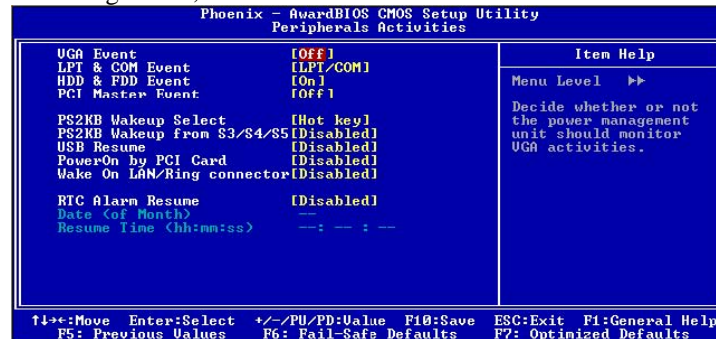 Phoenix - AwardBIOS CMOS Setup Utility
Peripherals Activities
VGA Event [Off]
LPT & COM Event [LPT/COM]
HDD & FDD Event [On]
PCI Master Event [Off]
PS2KB Wakeup Select [Hot key]
PS2KB Wakeup from S3/S4/S5[Disabled]
USB Resume [Disabled]
PowerOn by PCI Card [Disabled]
Wake On LAN/Ring connector[Disabled]
RTC Alarm Resume [Disabled]
Date (of Month) --
Resume Time (hh:mm:ss) --: -- : --
Item Help
Menu Level ►►
Decide whether or not
the power management
unit should monitor
VGA activities.
↑↓→←:Move Enter:Select +/-/PU/PD:Value F10:Save ESC:Exit F1:General Help
F5: Previous Values F6: Fail-Safe Defaults F7: Optimized Defaults